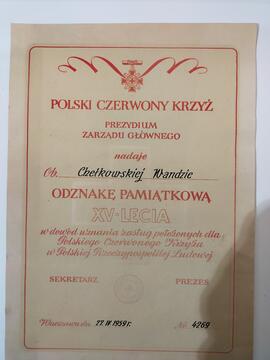 POLSKI CZERWONY KRZYŻ
PREZYDIUM
ZARZĄDU GŁÓWNEGO
nadaje
Ob. Chełkowskiej Wandzie
ODZNAKĘ PAMIĄTKOWĄ
XV-LECIA
w dowód uznania zasług położonych dla
Polskiego Czerwonego Krzyża
w Polskiej Rzeczypospolitej Ludowej
SEKRETARZ PREZES
Warszawa dn. 27. IV 1959 r. Nr 4269